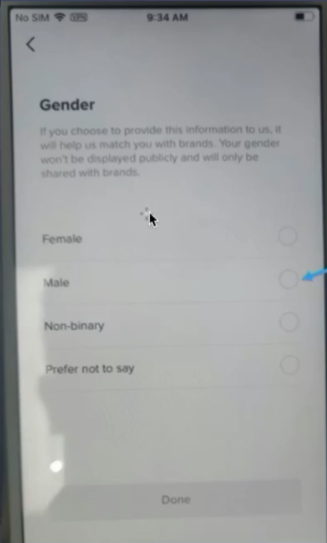 No SIM VPN 9:34 AM
Gender
If you choose to provide this information to us, it
will help us match you with brands. Your gender
won't be displayed publicly and will only be
shared with brands.
Female
Male
Non-binary
Prefer not to say
Done